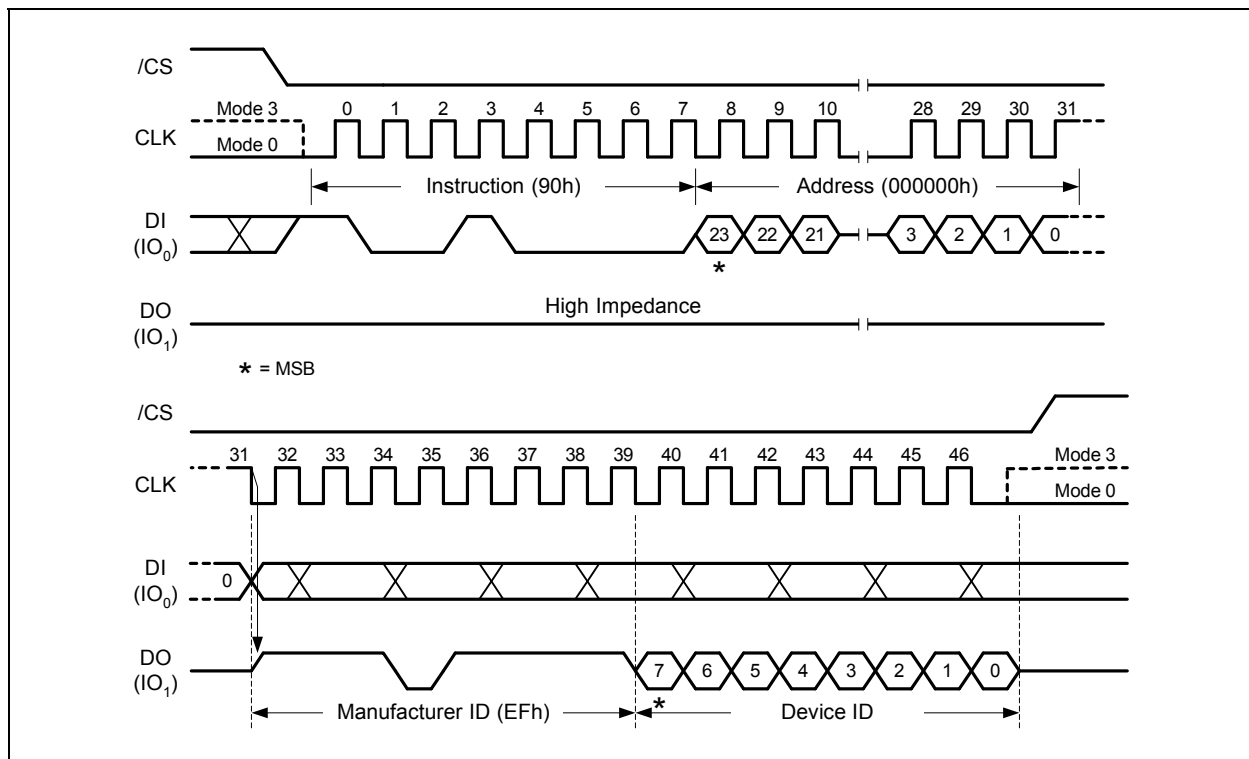 /CS
Mode 3 0 1 2 3 4 5 6 7 8 9 10 28 29 30 31
CLK
Mode 0
Instruction (90h) Address (000000h)
DI
(IO0) 23 22 21 3 2 1 0
*
High Impedance
DO
(IO1)
* = MSB
/CS
31 32 33 34 35 36 37 38 39 40 41 42 43 44 45 46 Mode 3
CLK
Mode 0
DI
(IO0) 0
DO
(IO1) 7 6 5 4 3 2 1 0
*
Manufacturer ID (EFh) Device ID